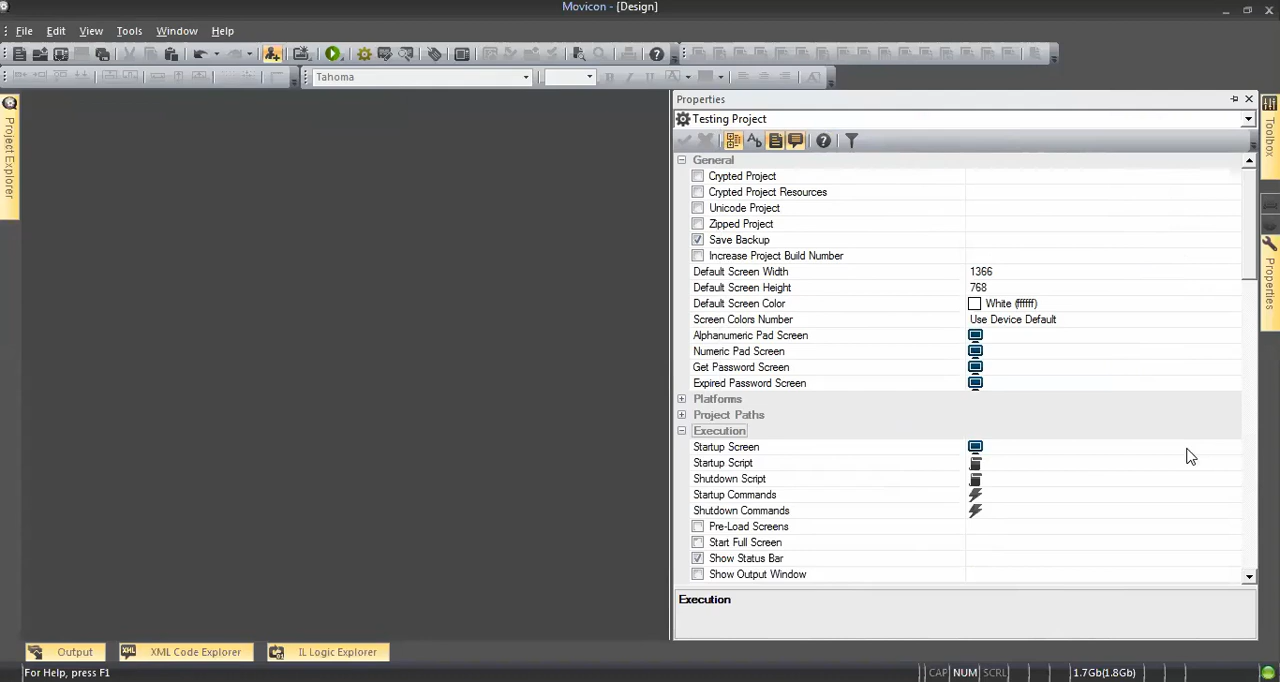 Movicon - [Design]
File Edit View Tools Window Help
Tahoma
B I U A
Project Explorer
Properties
Testing Project
General
Crypted Project
Crypted Project Resources
Unicode Project
Zipped Project
Save Backup
Increase Project Build Number
Default Screen Width 1366
Default Screen Height 768
Default Screen Color White (ffffff)
Screen Colors Number Use Device Default
Alphanumeric Pad Screen
Numeric Pad Screen
Get Password Screen
Expired Password Screen
Platforms
Project Paths
Execution
Startup Screen
Startup Script
Shutdown Script
Startup Commands
Shutdown Commands
Pre-Load Screens
Start Full Screen
Show Status Bar
Show Output Window
Execution
Toolbox
Properties
Output XML XML Code Explorer IL Logic Explorer
For Help, press F1 CAP NUM SCRL 1.7Gb(1.8Gb)